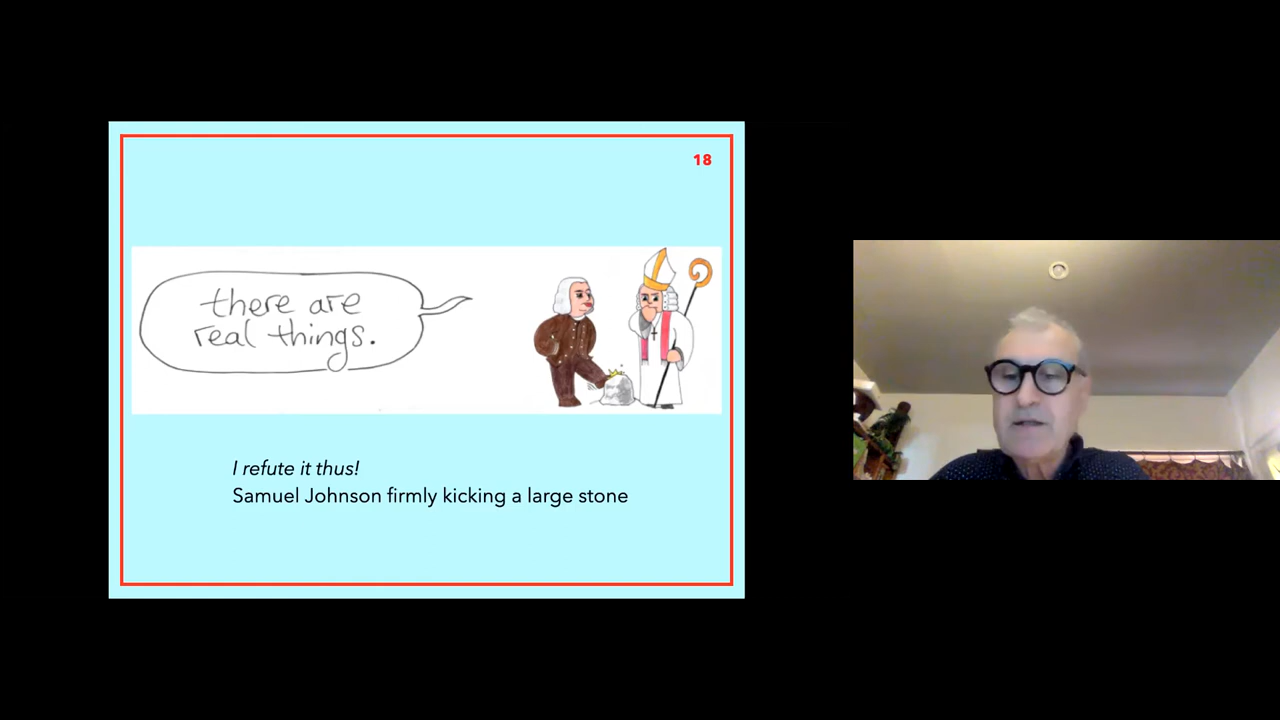 18
there are
real things.
I refute it thus!
Samuel Johnson firmly kicking a large stone